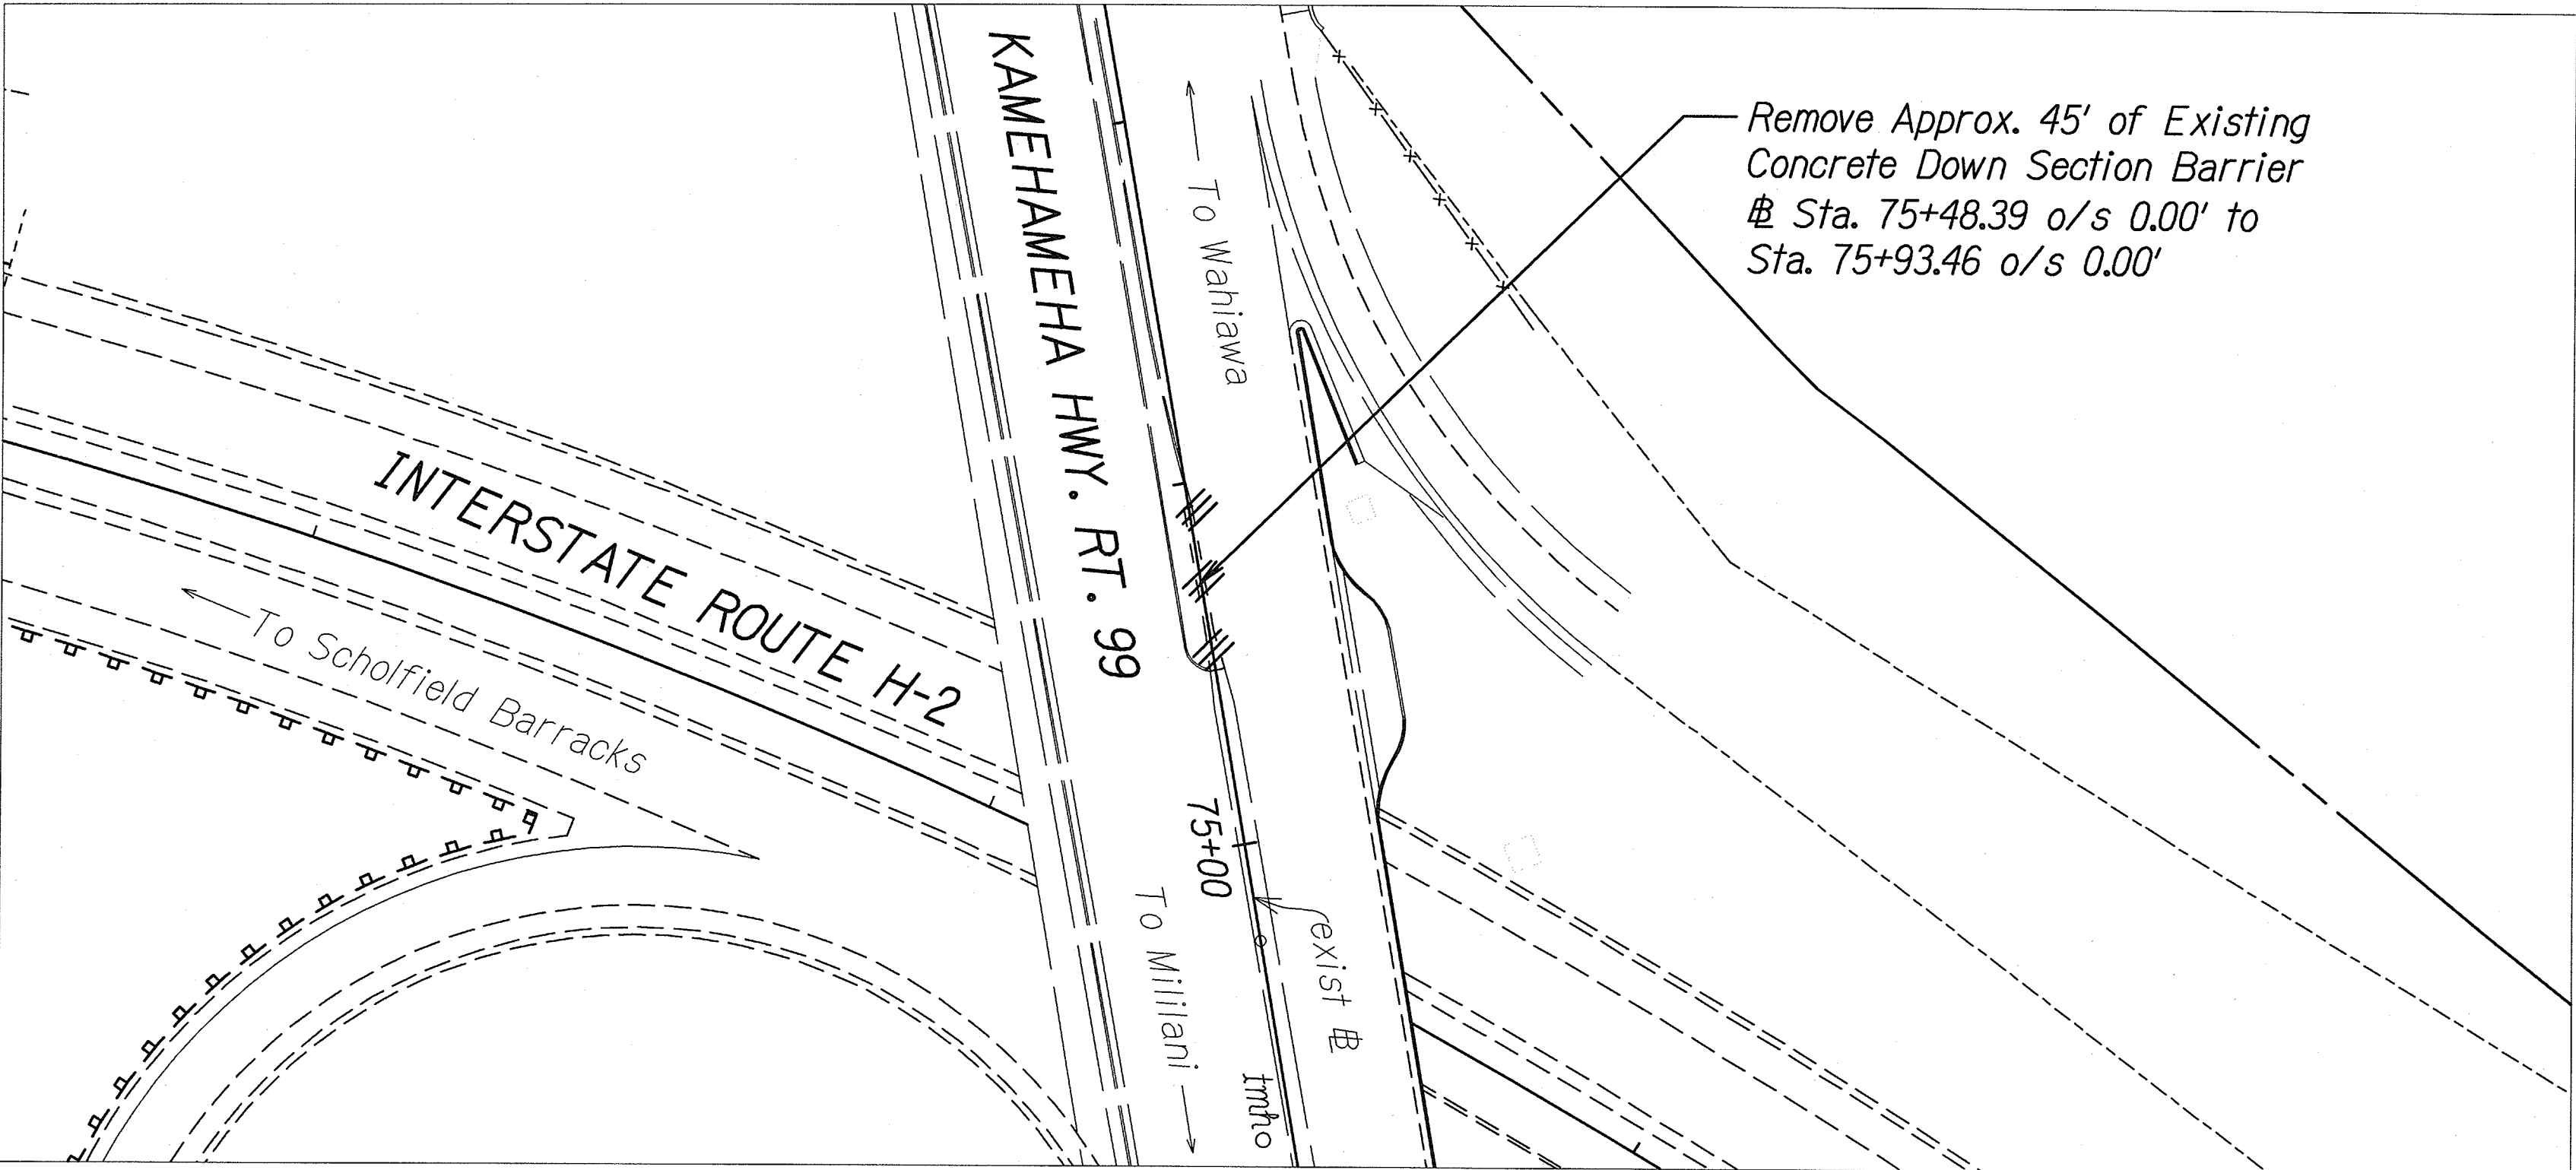 Remove Approx. 45' of Existing
Concrete Down Section Barrier
℄ Sta. 75+48.39 o/s 0.00' to
Sta. 75+93.46 o/s 0.00'
KAMEHAMEHA HWY. RT. 99
To Wahiawa
INTERSTATE ROUTE H-2
To Scholfield Barracks
75+00
To Mililani
exist ℄
tmho